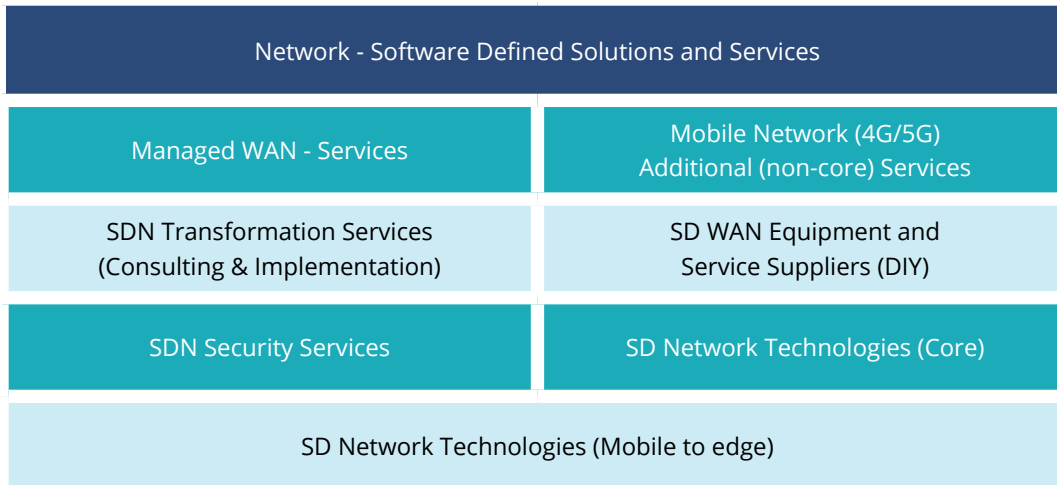 Network - Software Defined Solutions and Services
Managed WAN - Services
Mobile Network (4G/5G)
Additional (non-core) Services
SDN Transformation Services
(Consulting & Implementation)
SD WAN Equipment and
Service Suppliers (DIY)
SDN Security Services
SD Network Technologies (Core)
SD Network Technologies (Mobile to edge)